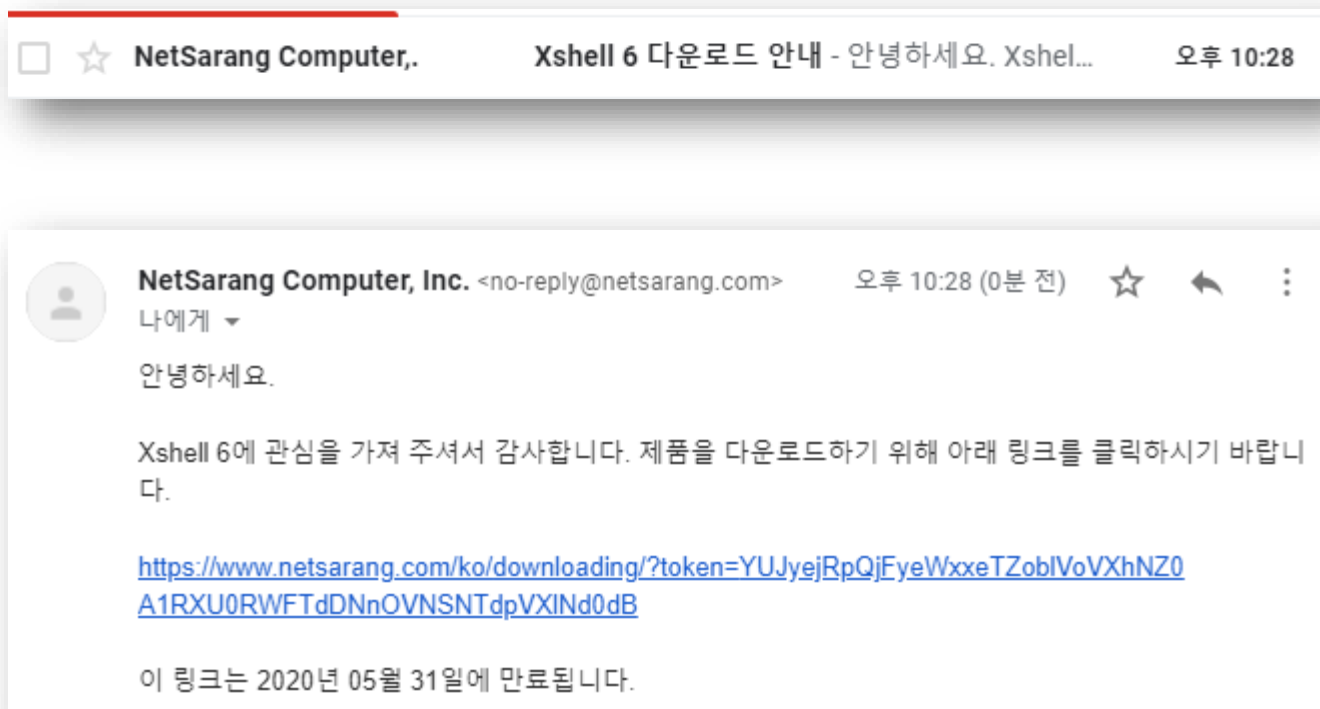 NetSarang Computer,. Xshell 6 다운로드 안내 - 안녕하세요. Xshel... 오후 10:28
NetSarang Computer, Inc. <no-reply@netsarang.com> 오후 10:28 (0분 전)
나에게
안녕하세요.
Xshell 6에 관심을 가져 주셔서 감사합니다. 제품을 다운로드하기 위해 아래 링크를 클릭하시기 바랍니
다.
https://www.netsarang.com/ko/downloading/?token=YUJyejRpQjFyeWxxeTZoblVoVXhNZ0
A1RXU0RWFTdDNnOVNSNTdpVXlNd0dB
이 링크는 2020년 05월 31일에 만료됩니다.